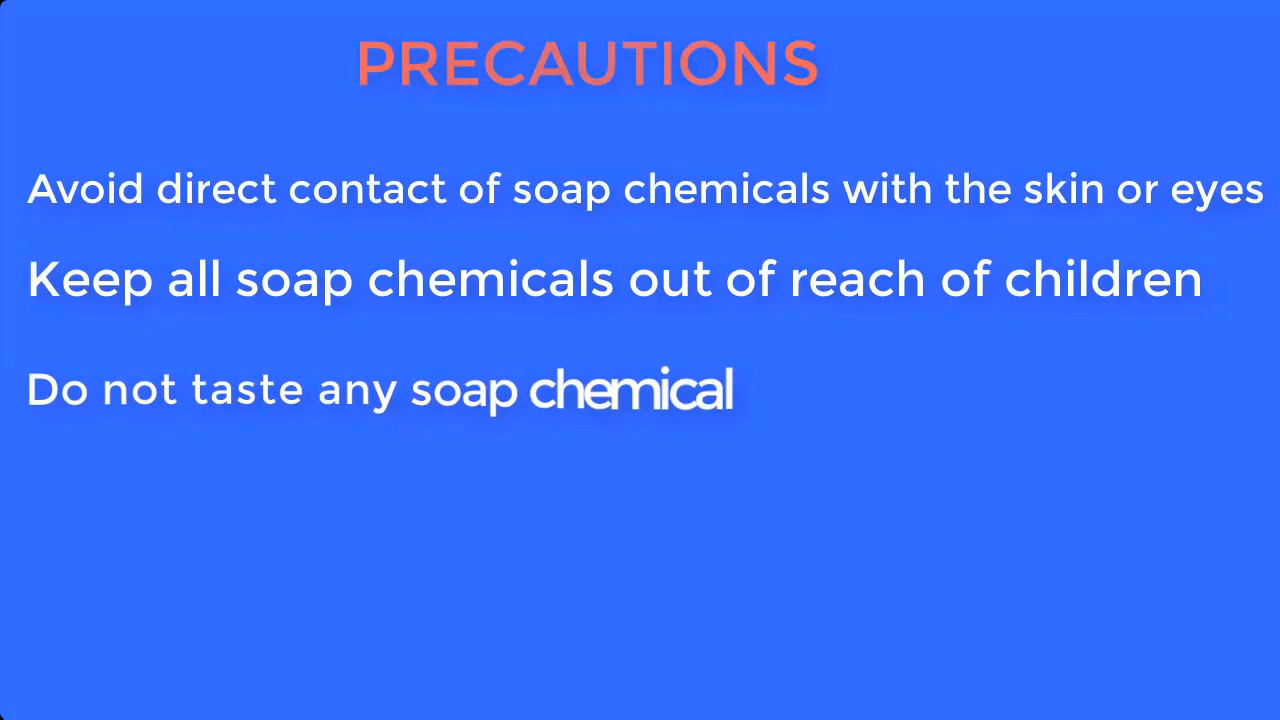 PRECAUTIONS
Avoid direct contact of soap chemicals with the skin or eyes
Keep all soap chemicals out of reach of children
Do not taste any soap chemical